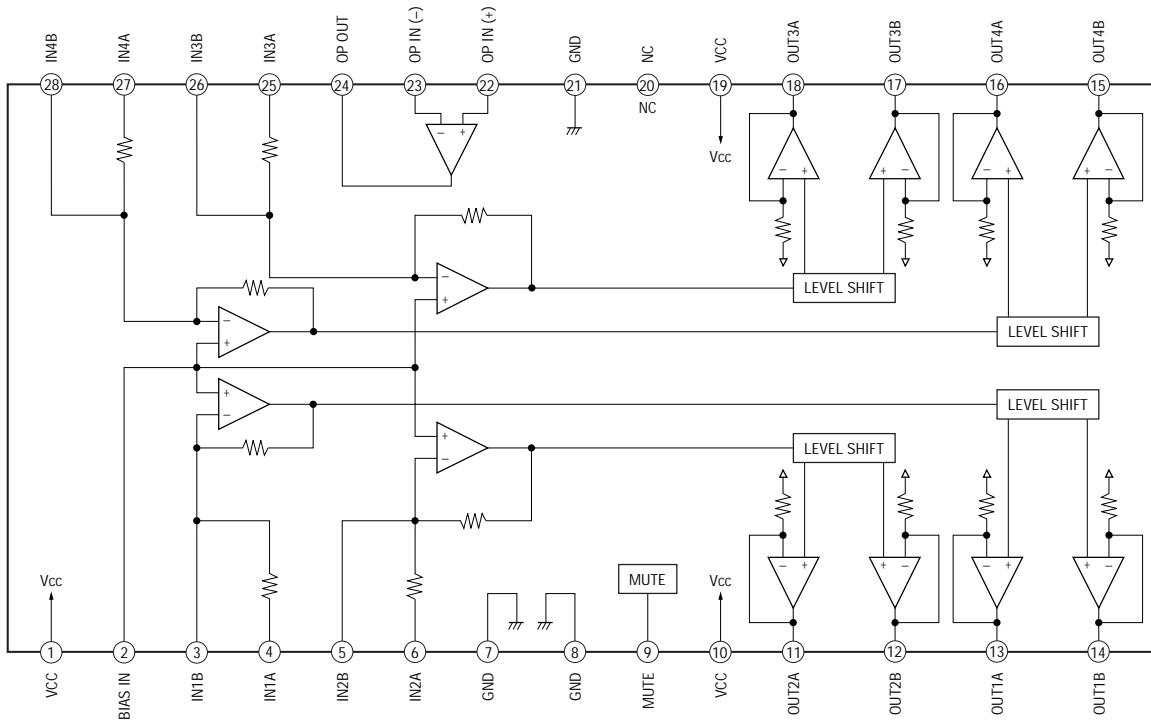 IN4B IN4A IN3B IN3A OP OUT OP IN (−) OP IN (+) GND NC VCC OUT3A OUT3B OUT4A OUT4B
28 27 26 25 24 23 22 21 20 19 18 17 16 15
NC
− +
Vcc
− + + − − + + −
−
+
LEVEL SHIFT
−
+
LEVEL SHIFT
+
−
LEVEL SHIFT
+
−
LEVEL SHIFT
− + + − − + + −
Vcc MUTE Vcc
1 2 3 4 5 6 7 8 9 10 11 12 13 14
VCC BIAS IN IN1B IN1A IN2B IN2A GND GND MUTE VCC OUT2A OUT2B OUT1A OUT1B